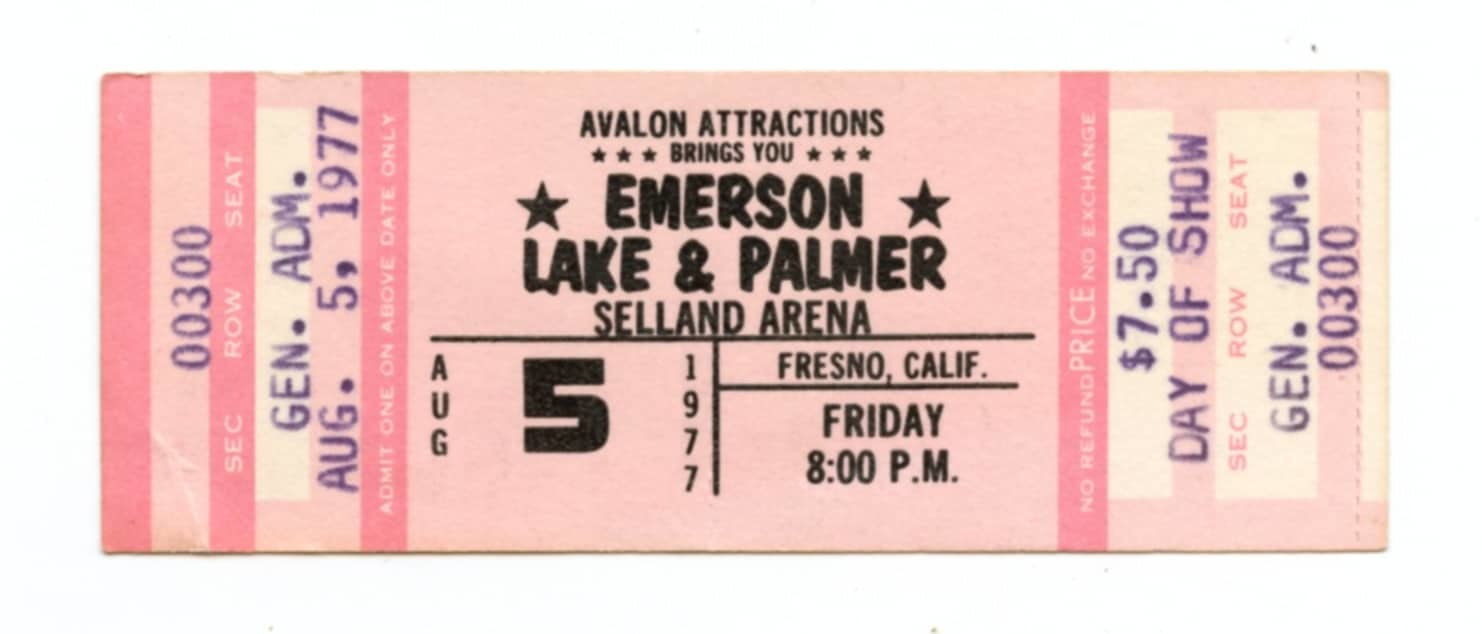 00300
SEC ROW SEAT
GEN. ADM.
AUG. 5, 1977
ADMIT ONE ON ABOVE DATE ONLY
AVALON ATTRACTIONS
★ ★ ★ BRINGS YOU ★ ★ ★
★ EMERSON ★
LAKE & PALMER
SELLAND ARENA
AUG 5 1977
FRESNO, CALIF.
FRIDAY
8:00 P.M.
NO REFUND PRICE NO EXCHANGE
$7.50
DAY OF SHOW
SEC ROW SEAT
GEN. ADM.
00300